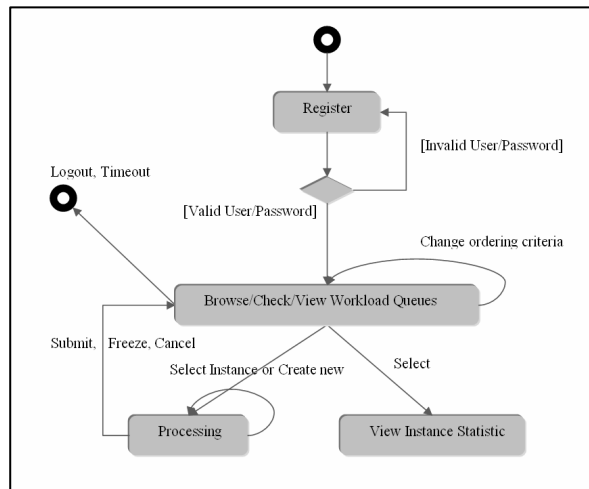 Register
[Invalid User/Password]
Logout, Timeout
[Valid User/Password]
Change ordering criteria
Browse/Check/View Workload Queues
Submit, Freeze, Cancel
Select Instance or Create new
Select
Processing
View Instance Statistic